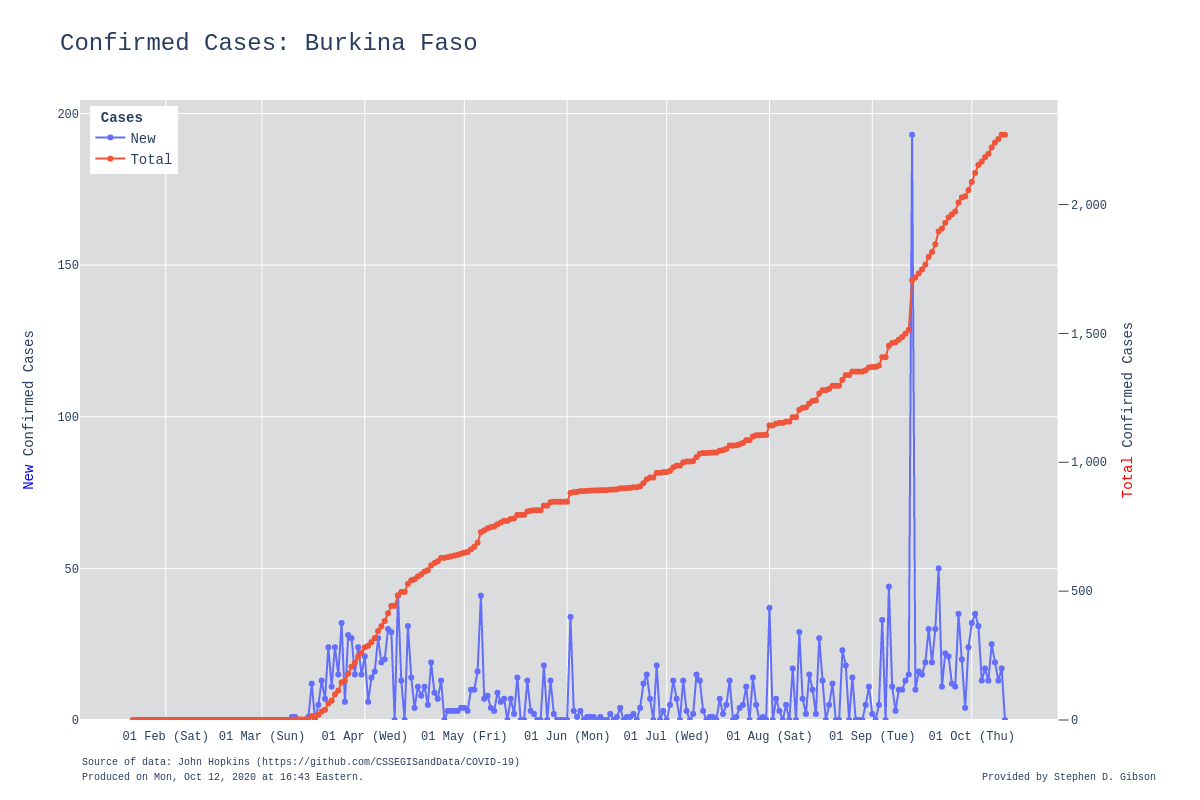 Confirmed Cases: Burkina Faso
Cases
New
Total
200
150
100
50
0
2,000
1,500
1,000
500
0
New Confirmed Cases
Total Confirmed Cases
01 Feb (Sat) 01 Mar (Sun) 01 Apr (Wed) 01 May (Fri) 01 Jun (Mon) 01 Jul (Wed) 01 Aug (Sat) 01 Sep (Tue) 01 Oct (Thu)
Source of data: John Hopkins (https://github.com/CSSEGISandData/COVID-19)
Produced on Mon, Oct 12, 2020 at 16:43 Eastern.
Provided by Stephen D. Gibson